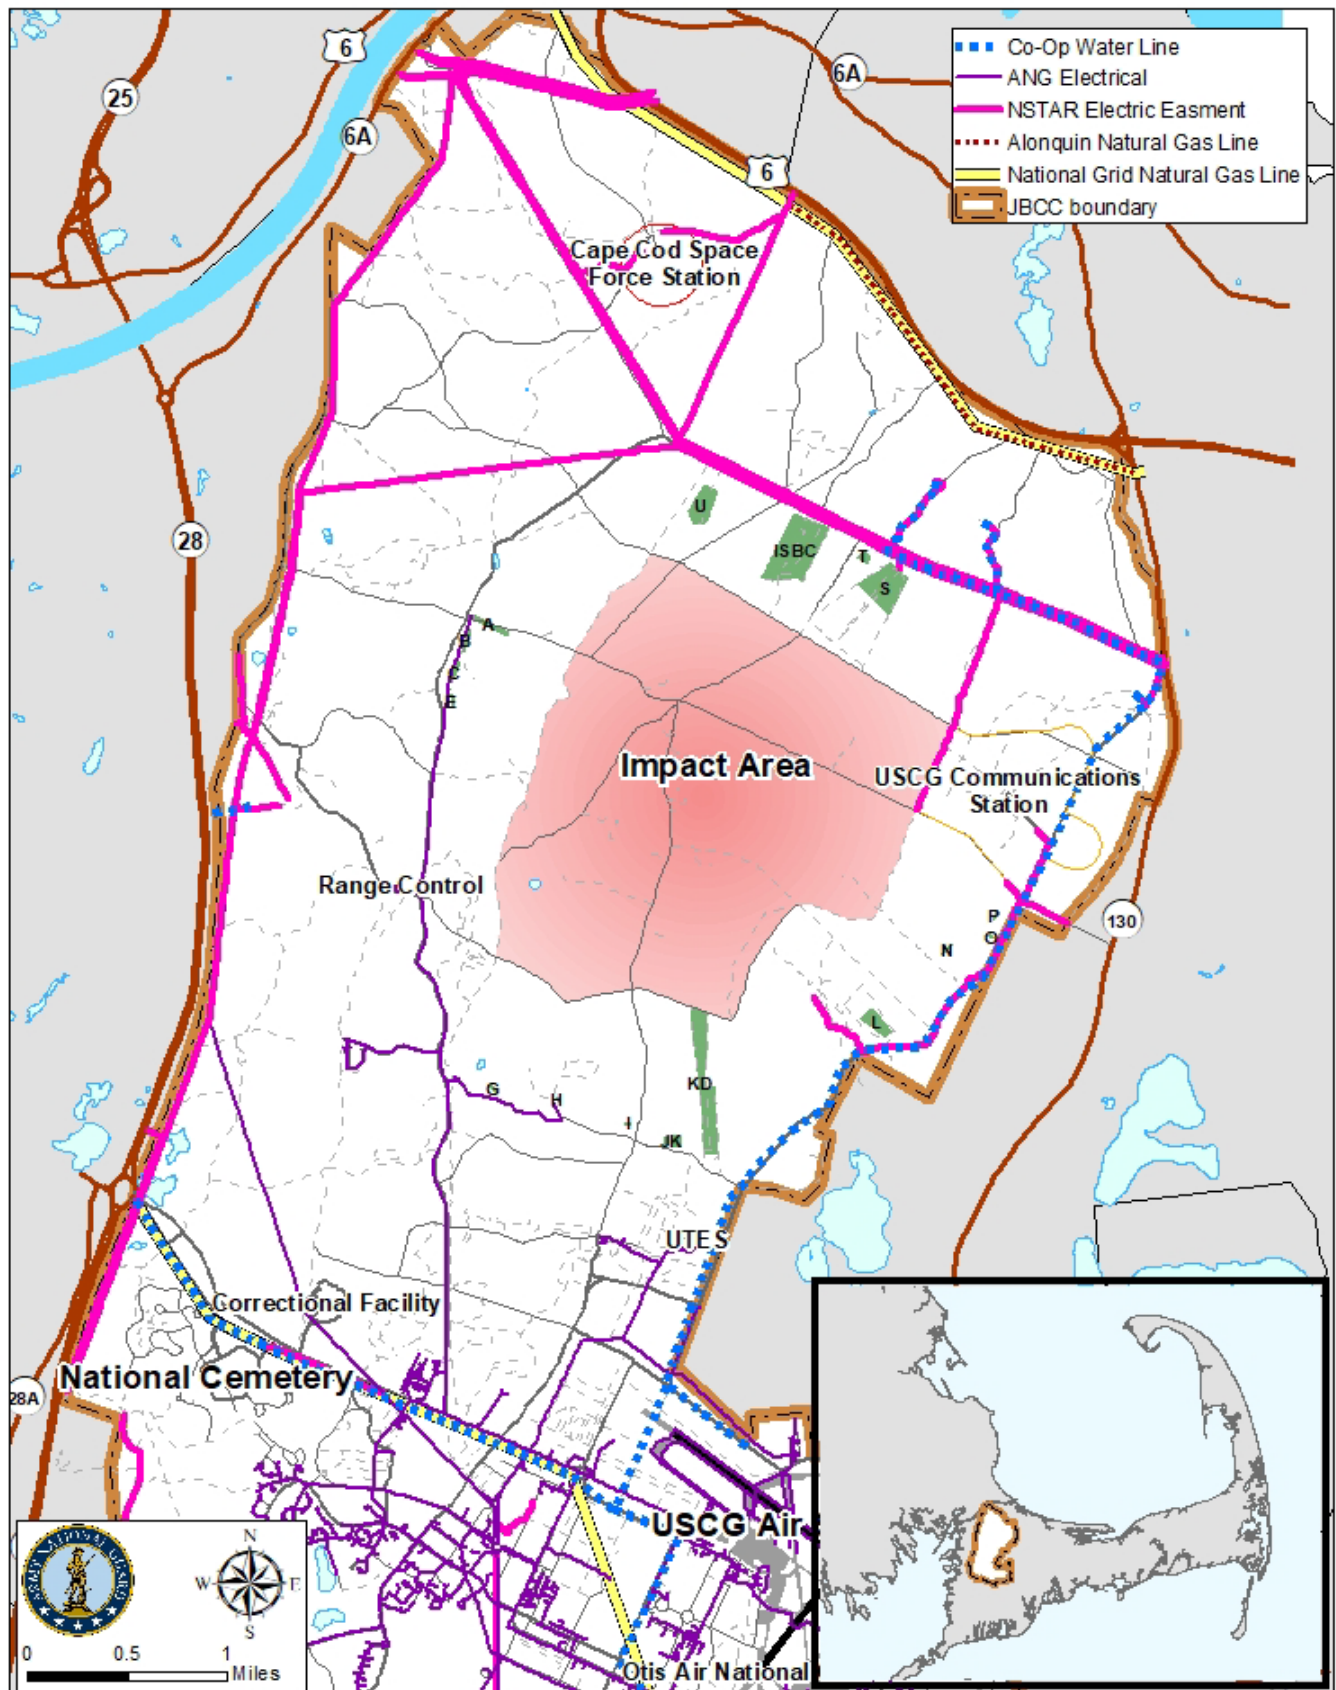 6
25
6A
6A
6
Co-Op Water Line
ANG Electrical
NSTAR Electric Easment
Alonquin Natural Gas Line
National Grid Natural Gas Line
JBCC boundary
Cape Cod Space
Force Station
28
U
ISBC
T
S
A
B
C
E
Impact Area
USCG Communications
Station
Range Control
P
O
N
130
L
KD
G
H
I
JK
UTES
Correctional Facility
National Cemetery
28A
USCG Air
Otis Air National
N
W
E
S
0
0.5
1
Miles